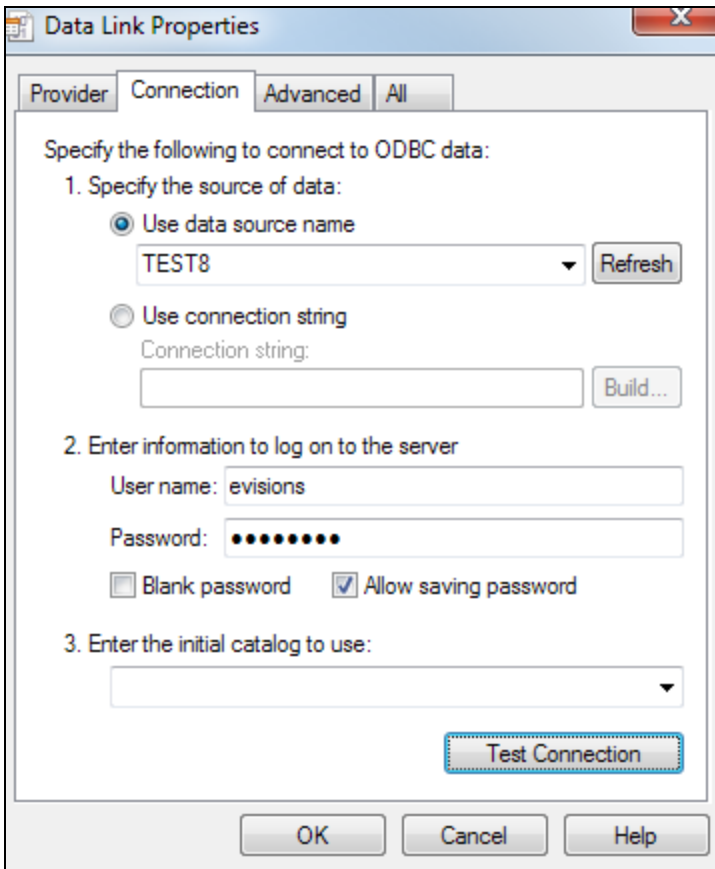 Data Link Properties
Provider Connection Advanced All
Specify the following to connect to ODBC data:
1. Specify the source of data:
Use data source name
TEST8 Refresh
Use connection string
Connection string:
Build...
2. Enter information to log on to the server
User name: evisions
Password: ●●●●●●●●
Blank password Allow saving password
3. Enter the initial catalog to use:
Test Connection
OK Cancel Help